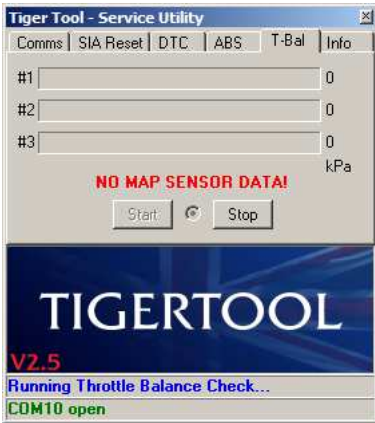 Tiger Tool - Service Utility
Comms SIA Reset DTC ABS T-Bal Info
#1 0
#2 0
#3 0
kPa
NO MAP SENSOR DATA!
Start Stop
TIGERTOOL
V2.5
Running Throttle Balance Check...
COM10 open